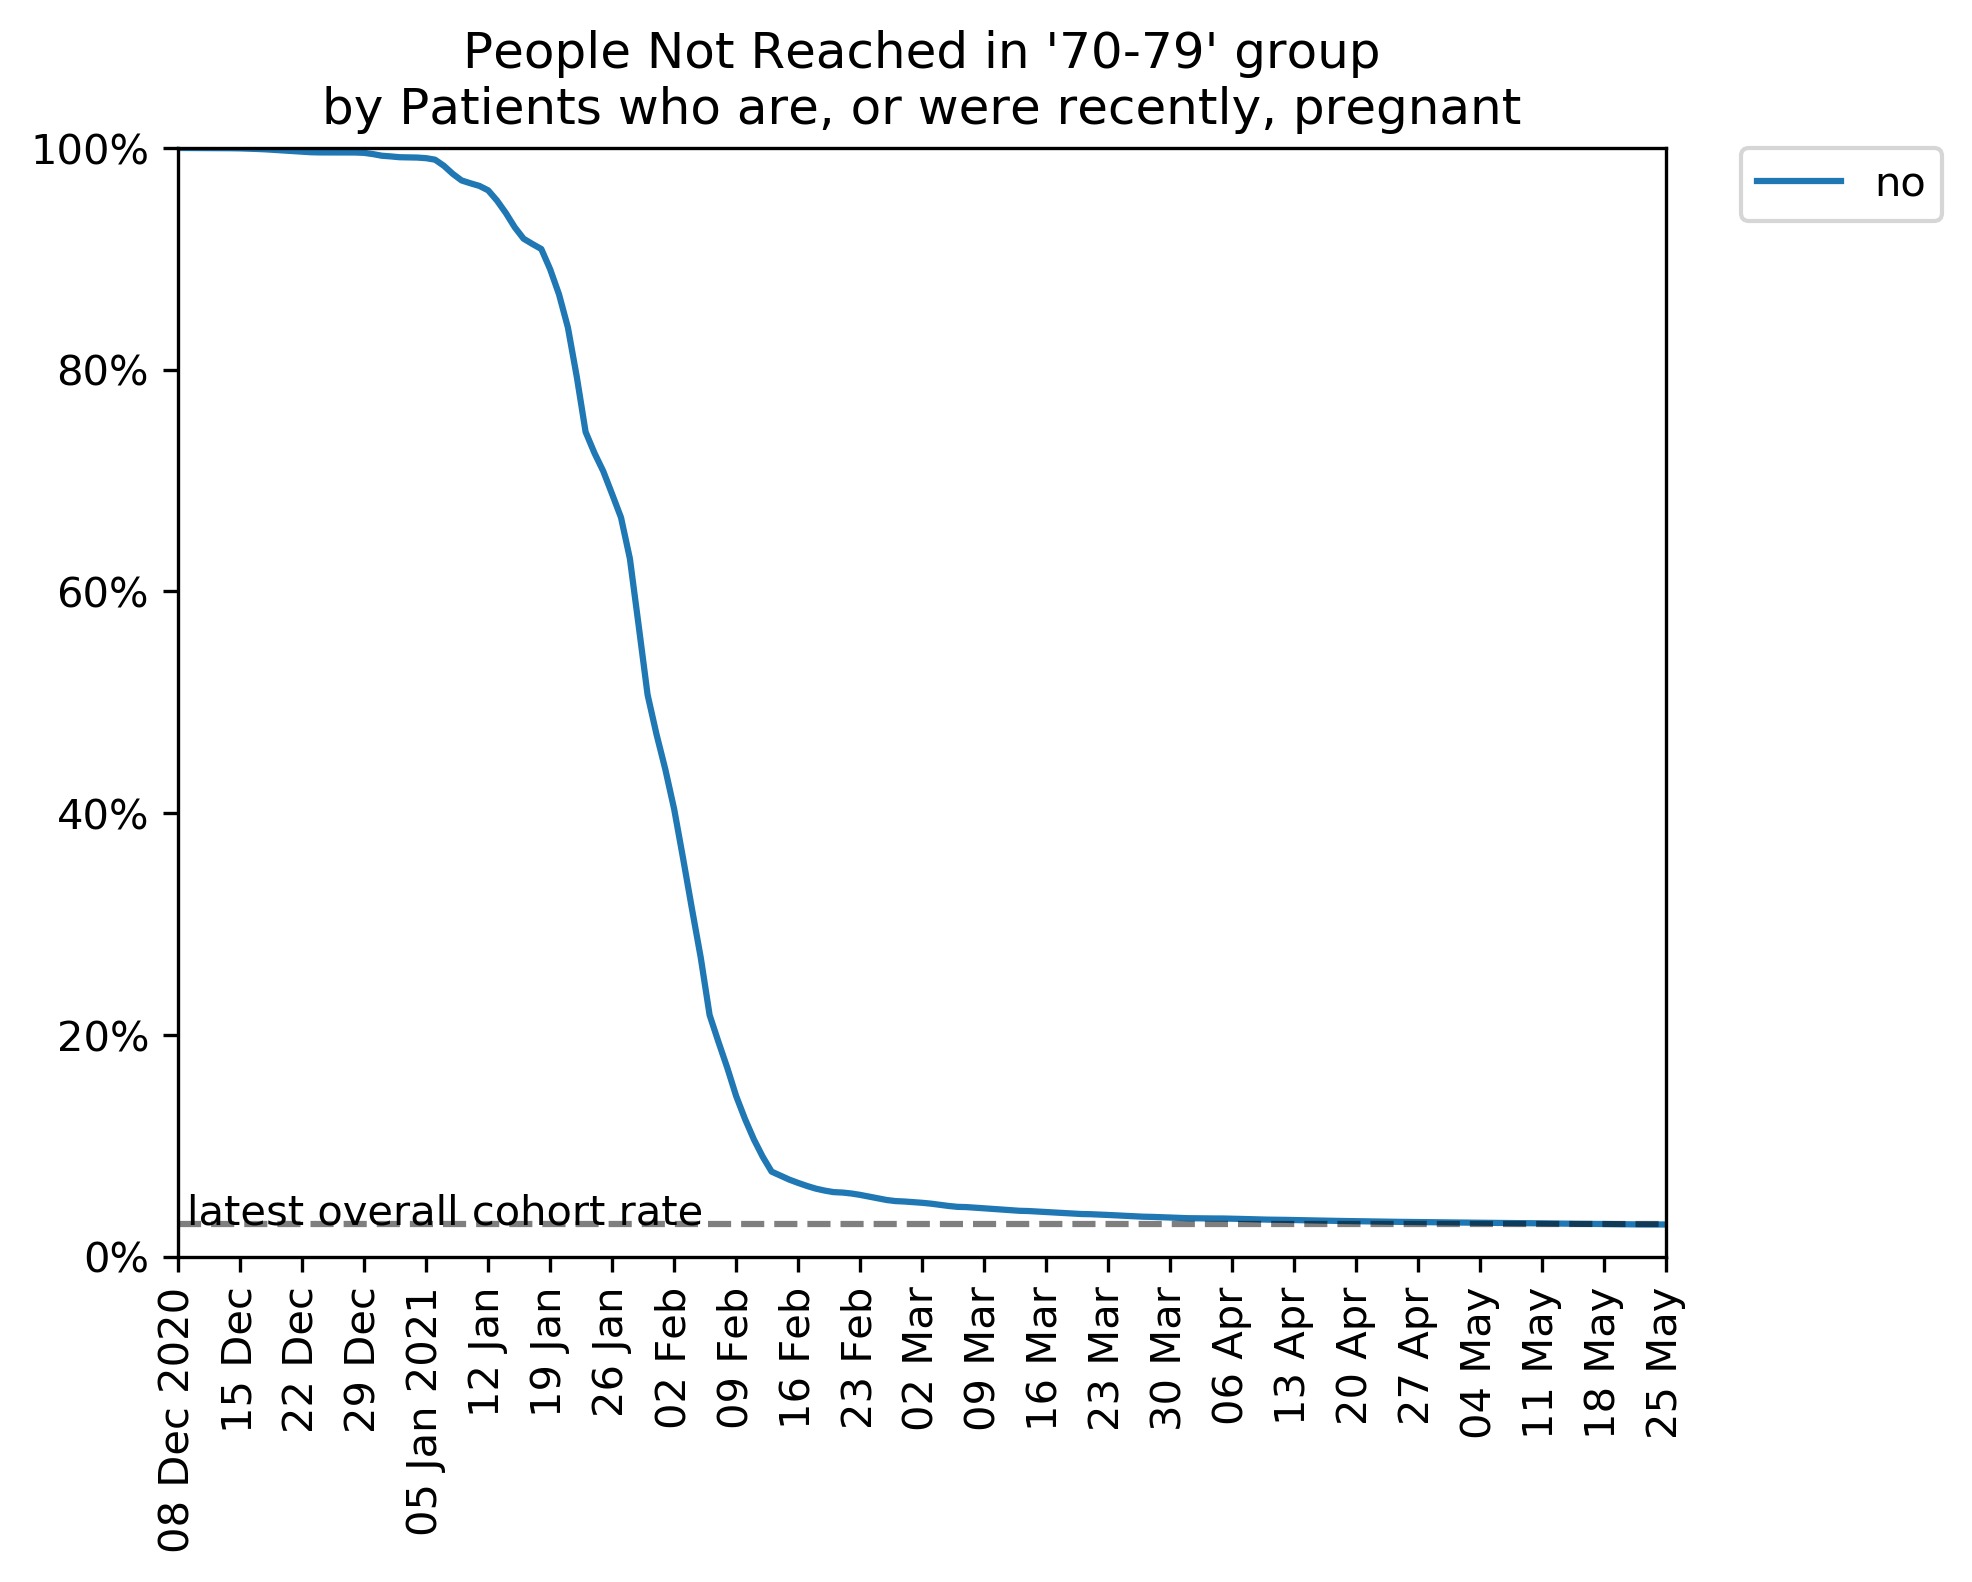 People Not Reached in '70-79' group
by Patients who are, or were recently, pregnant
100%
80%
60%
40%
20%
0%
no
latest overall cohort rate
08 Dec 2020
15 Dec
22 Dec
29 Dec
05 Jan 2021
12 Jan
19 Jan
26 Jan
02 Feb
09 Feb
16 Feb
23 Feb
02 Mar
09 Mar
16 Mar
23 Mar
30 Mar
06 Apr
13 Apr
20 Apr
27 Apr
04 May
11 May
18 May
25 May